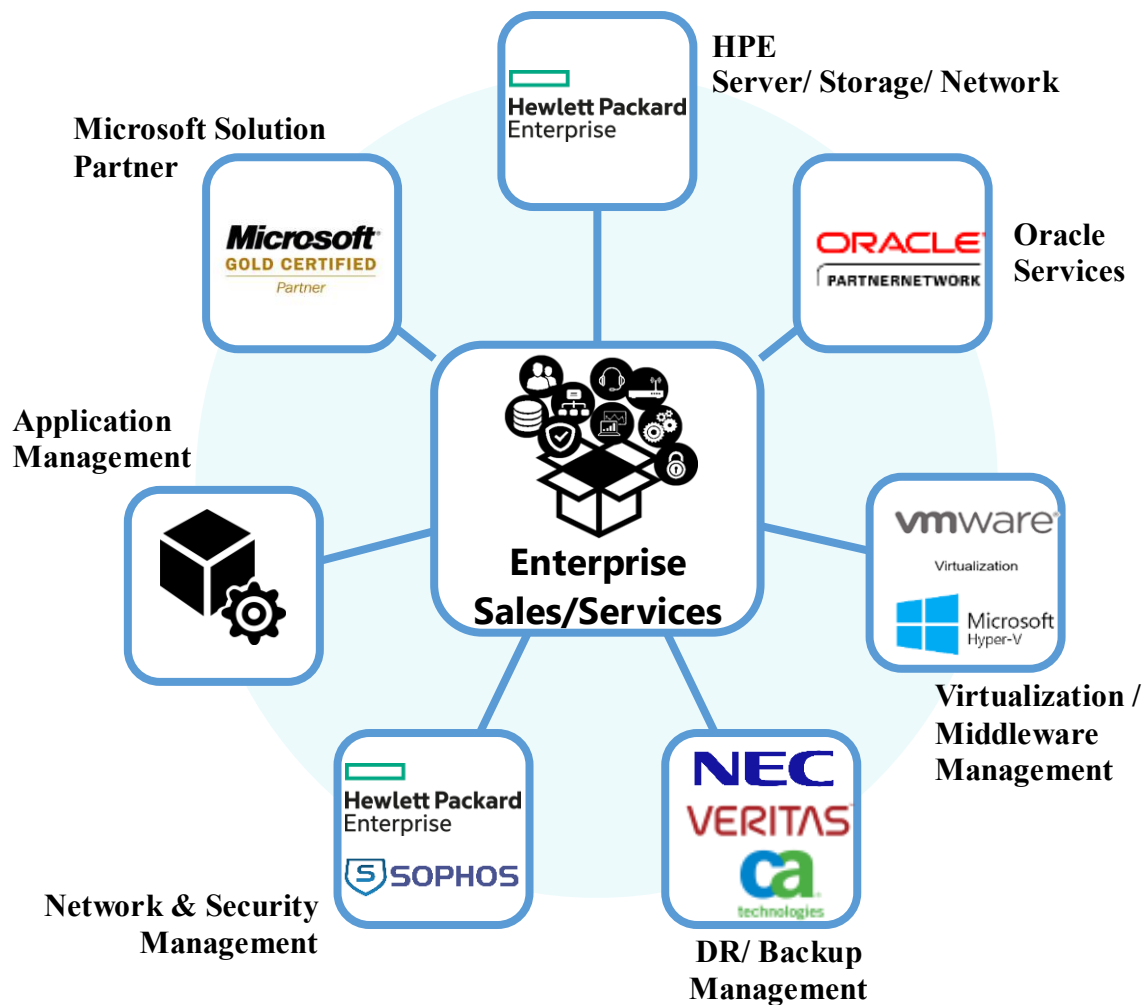 HPE
Server/ Storage/ Network
Hewlett Packard
Enterprise
Microsoft Solution
Partner
Microsoft
GOLD CERTIFIED
Partner
ORACLE
PARTNERNETWORK
Oracle
Services
Application
Management
Enterprise
Sales/Services
vmware
Virtualization
Microsoft
Hyper-V
Virtualization /
Middleware
Management
Hewlett Packard
Enterprise
S SOPHOS
Network & Security
Management
NEC
VERITAS
ca
technologies
DR/ Backup
Management